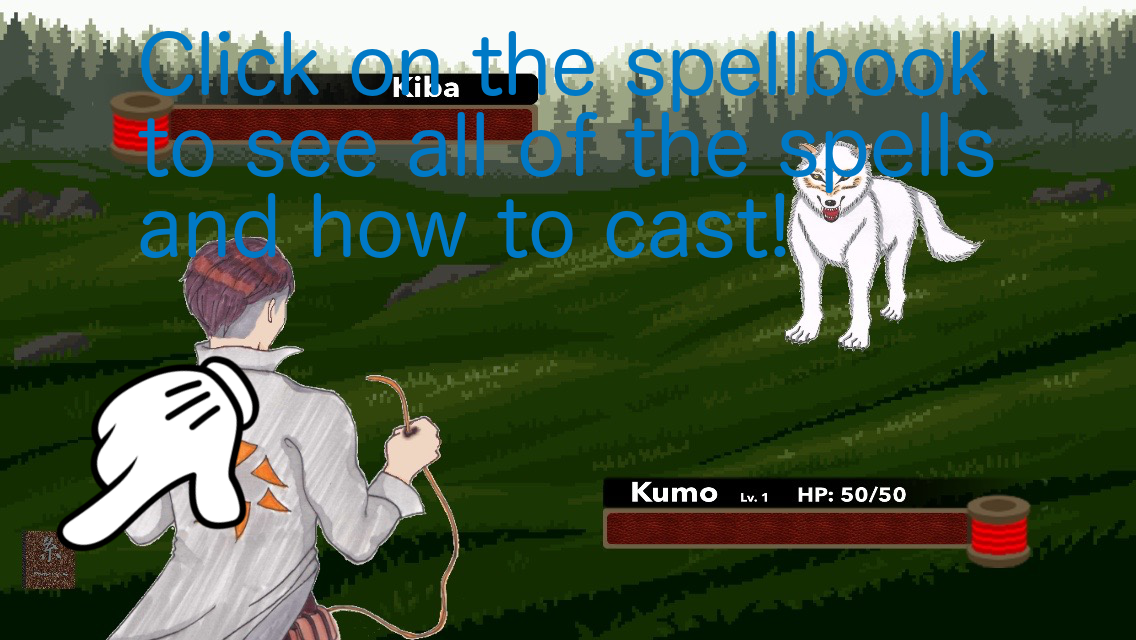 Click on the spellbook
to see all of the spells
and how to cast!
Kiba
Kumo Lv. 1 HP: 50/50
糸